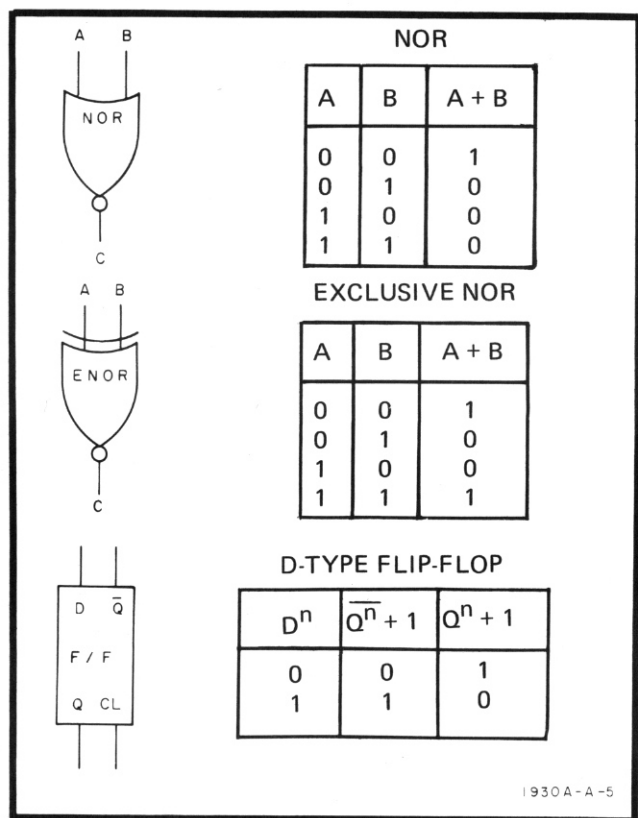 A B
NOR
C
NOR
A B A + B
0 0 1
0 1 0
1 0 0
1 1 0
A B
ENOR
C
EXCLUSIVE NOR
A B A + B
0 0 1
0 1 0
1 0 0
1 1 1
D Q̅
F/F
Q CL
D-TYPE FLIP-FLOP
Dⁿ Q̅ⁿ̅ + 1 Qⁿ + 1
0 0 1
1 1 0
1930A-A-5